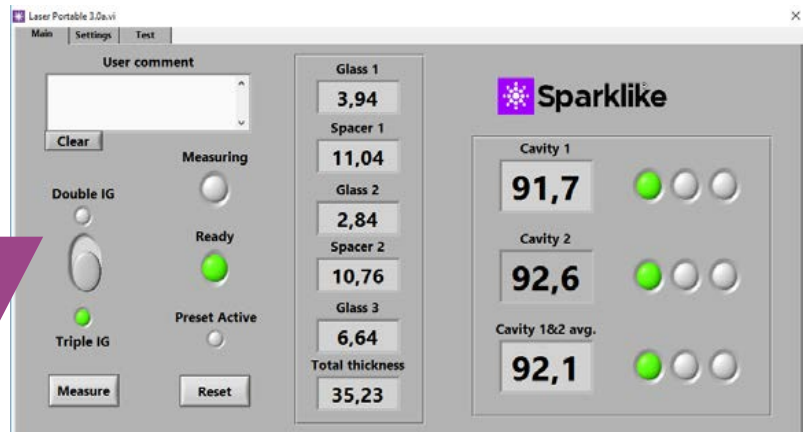 Laser Portable 3.0a.vi
Main Settings Test
User comment
Clear
Measuring
Double IG
Ready
Triple IG
Preset Active
Measure
Reset
Glass 1
3,94
Spacer 1
11,04
Glass 2
2,84
Spacer 2
10,76
Glass 3
6,64
Total thickness
35,23
Sparklike
Cavity 1
91,7
Cavity 2
92,6
Cavity 1&2 avg.
92,1